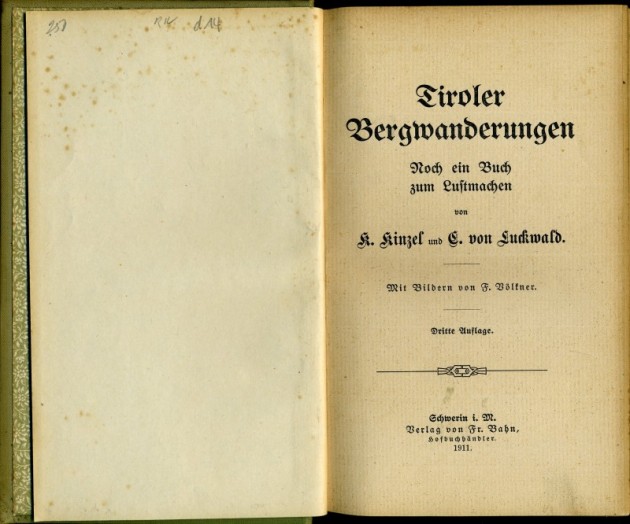 Tiroler
Bergwanderungen
Noch ein Buch
zum Lustmachen
von
K. Kinzel und E. von Luckwald.
Mit Bildern von F. Völkner.
Dritte Auflage.
Schwerin i. M.
Verlag von Fr. Bahn,
Hofbuchhändler.
1911.